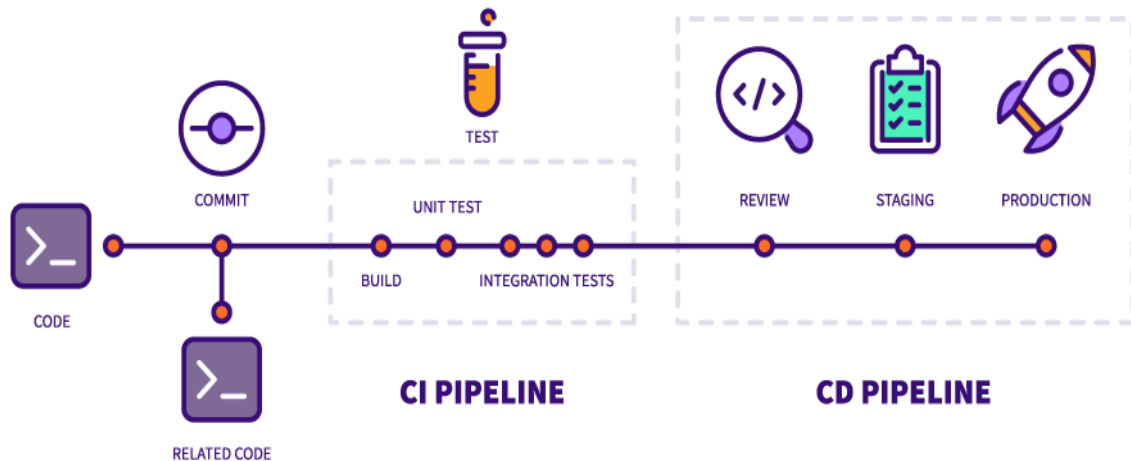 TEST
COMMIT
REVIEW
STAGING
PRODUCTION
UNIT TEST
BUILD
INTEGRATION TESTS
CODE
CI PIPELINE
CD PIPELINE
RELATED CODE